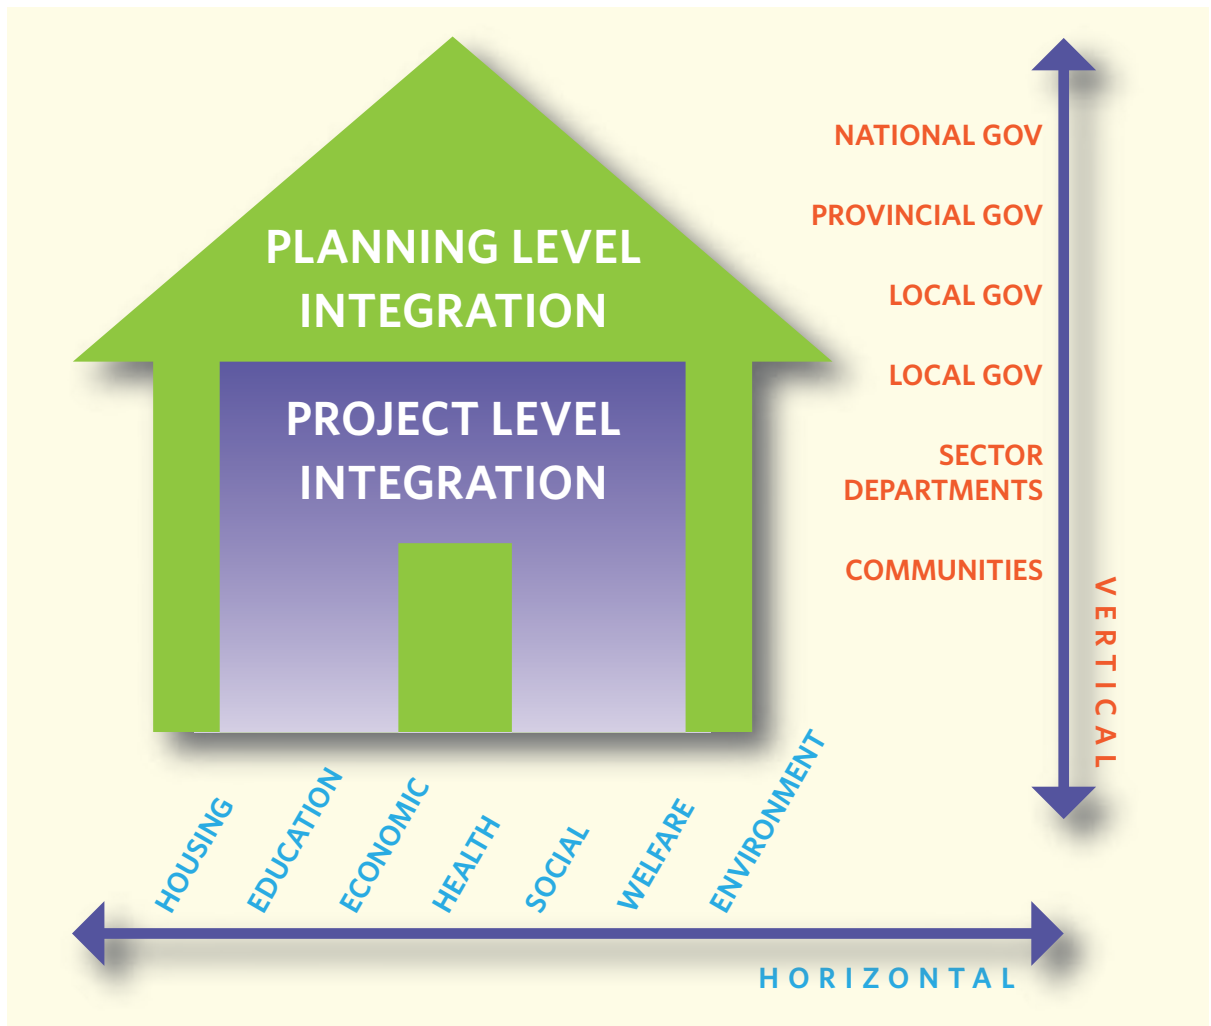 PLANNING LEVEL
INTEGRATION
PROJECT LEVEL
INTEGRATION
NATIONAL GOV
PROVINCIAL GOV
LOCAL GOV
LOCAL GOV
SECTOR
DEPARTMENTS
COMMUNITIES
VERTICAL
HOUSING
EDUCATION
ECONOMIC
HEALTH
SOCIAL
WELFARE
ENVIRONMENT
HORIZONTAL